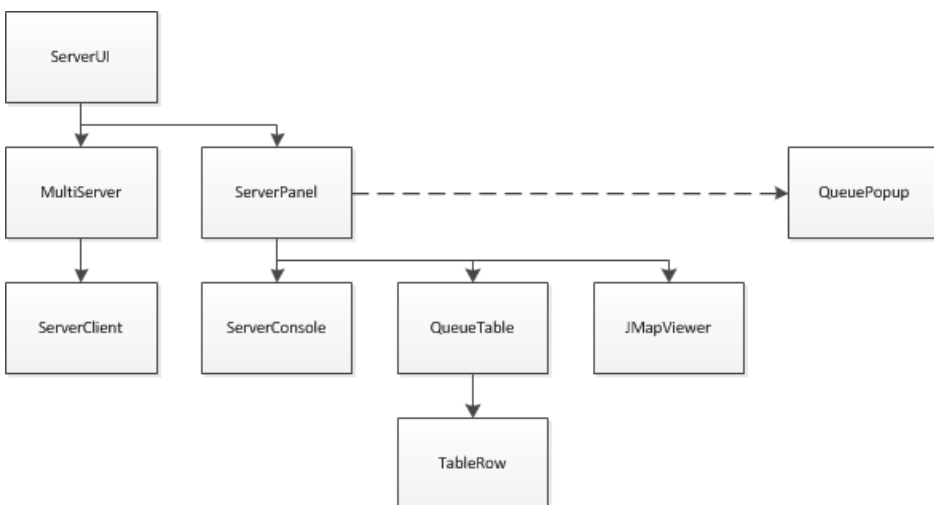 ServerUI
MultiServer
ServerPanel
QueuePopup
ServerClient
ServerConsole
QueueTable
JMapViewer
TableRow